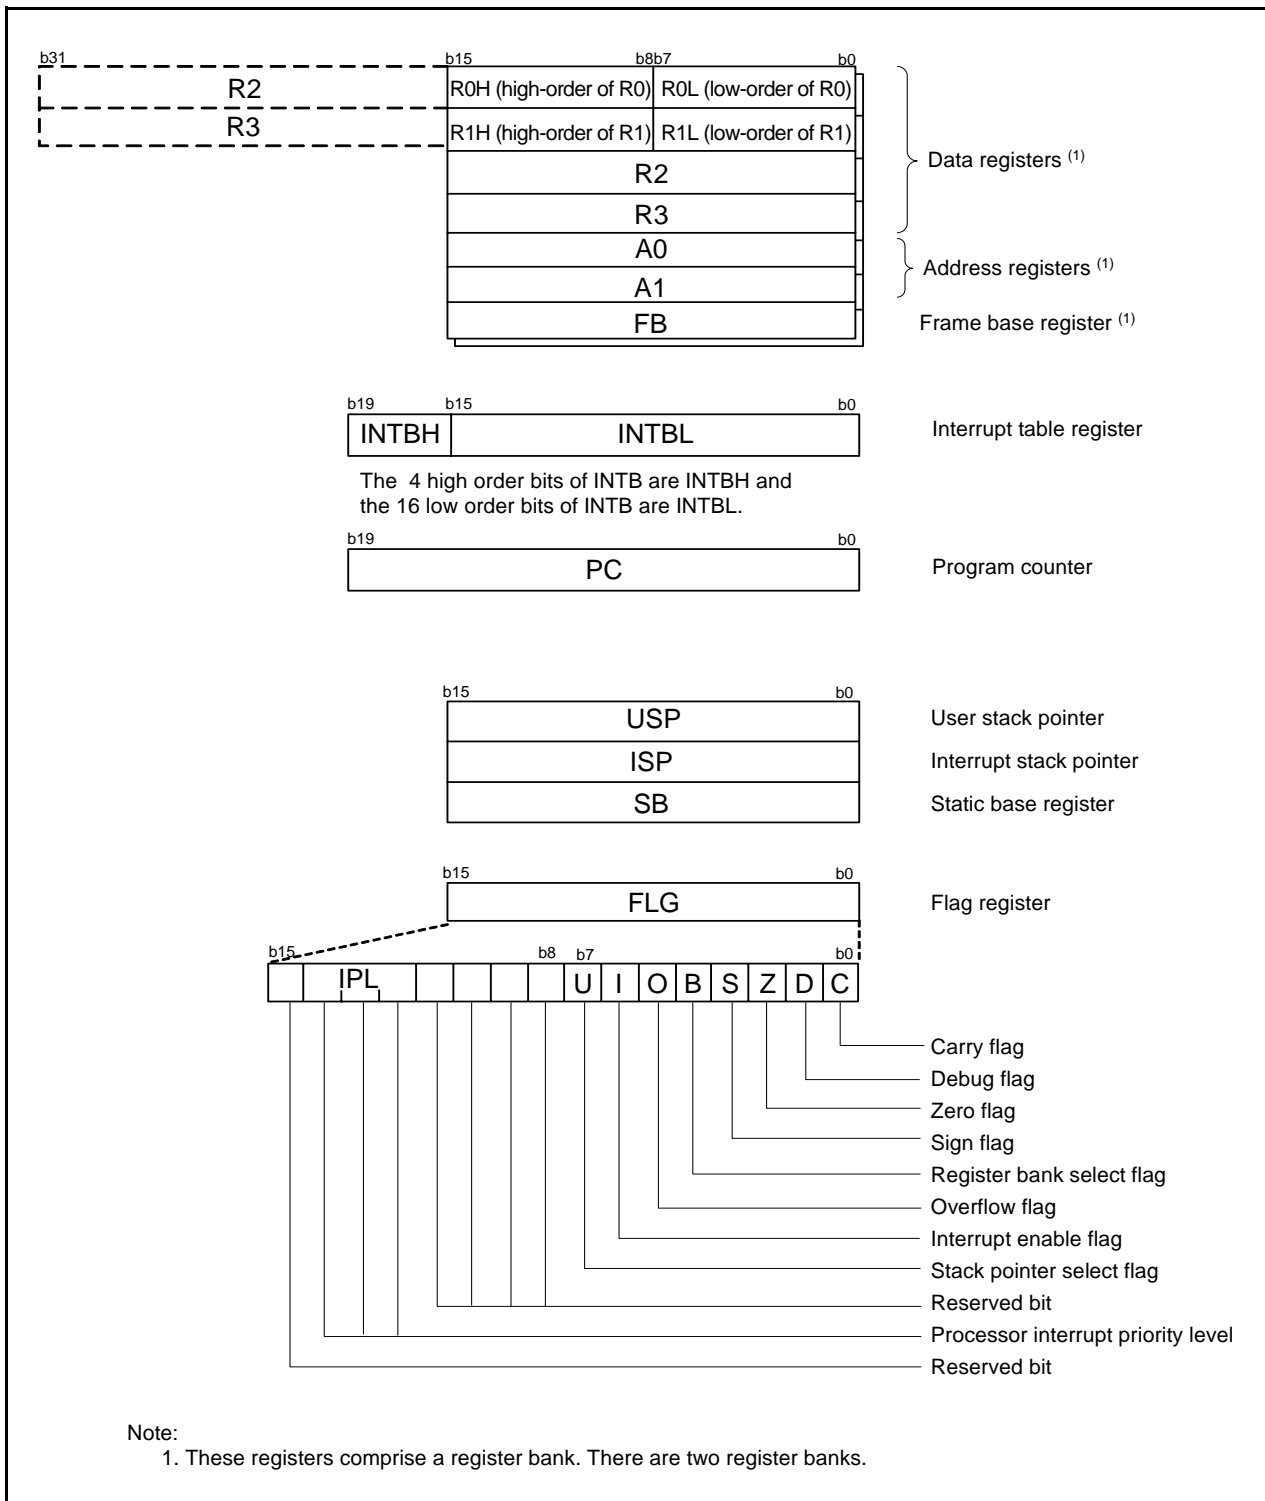 b31 b15 b8b7 b0
R2 R0H (high-order of R0) R0L (low-order of R0)
R3 R1H (high-order of R1) R1L (low-order of R1)
Data registers (1)
R2
R3
A0
Address registers (1)
A1
FB Frame base register (1)
b19 b15 b0
INTBH INTBL Interrupt table register
The 4 high order bits of INTB are INTBH and
the 16 low order bits of INTB are INTBL.
b19 b0
PC Program counter
b15 b0
USP User stack pointer
ISP Interrupt stack pointer
SB Static base register
b15 b0
FLG Flag register
b15 b8 b7 b0
IPL U I O B S Z D C
Carry flag
Debug flag
Zero flag
Sign flag
Register bank select flag
Overflow flag
Interrupt enable flag
Stack pointer select flag
Reserved bit
Processor interrupt priority level
Reserved bit
Note:
1. These registers comprise a register bank. There are two register banks.